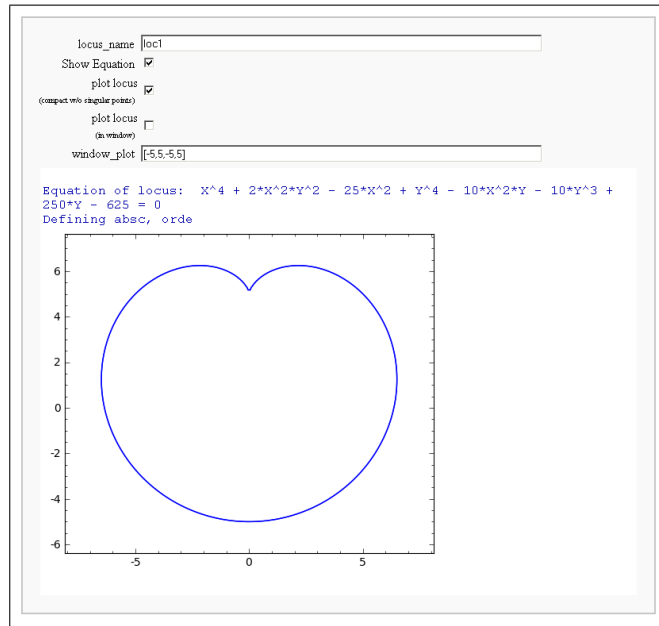 locus_name loc1
Show Equation
plot locus
(compact w/o singular points)
plot locus
(in window)
window_plot [-5,5,-5,5]
Equation of locus:  X^4 + 2*X^2*Y^2 - 25*X^2 + Y^4 - 10*X^2*Y - 10*Y^3 +
250*Y - 625 = 0
Defining absc, orde
6
4
2
0
-2
-4
-6
-5 0 5